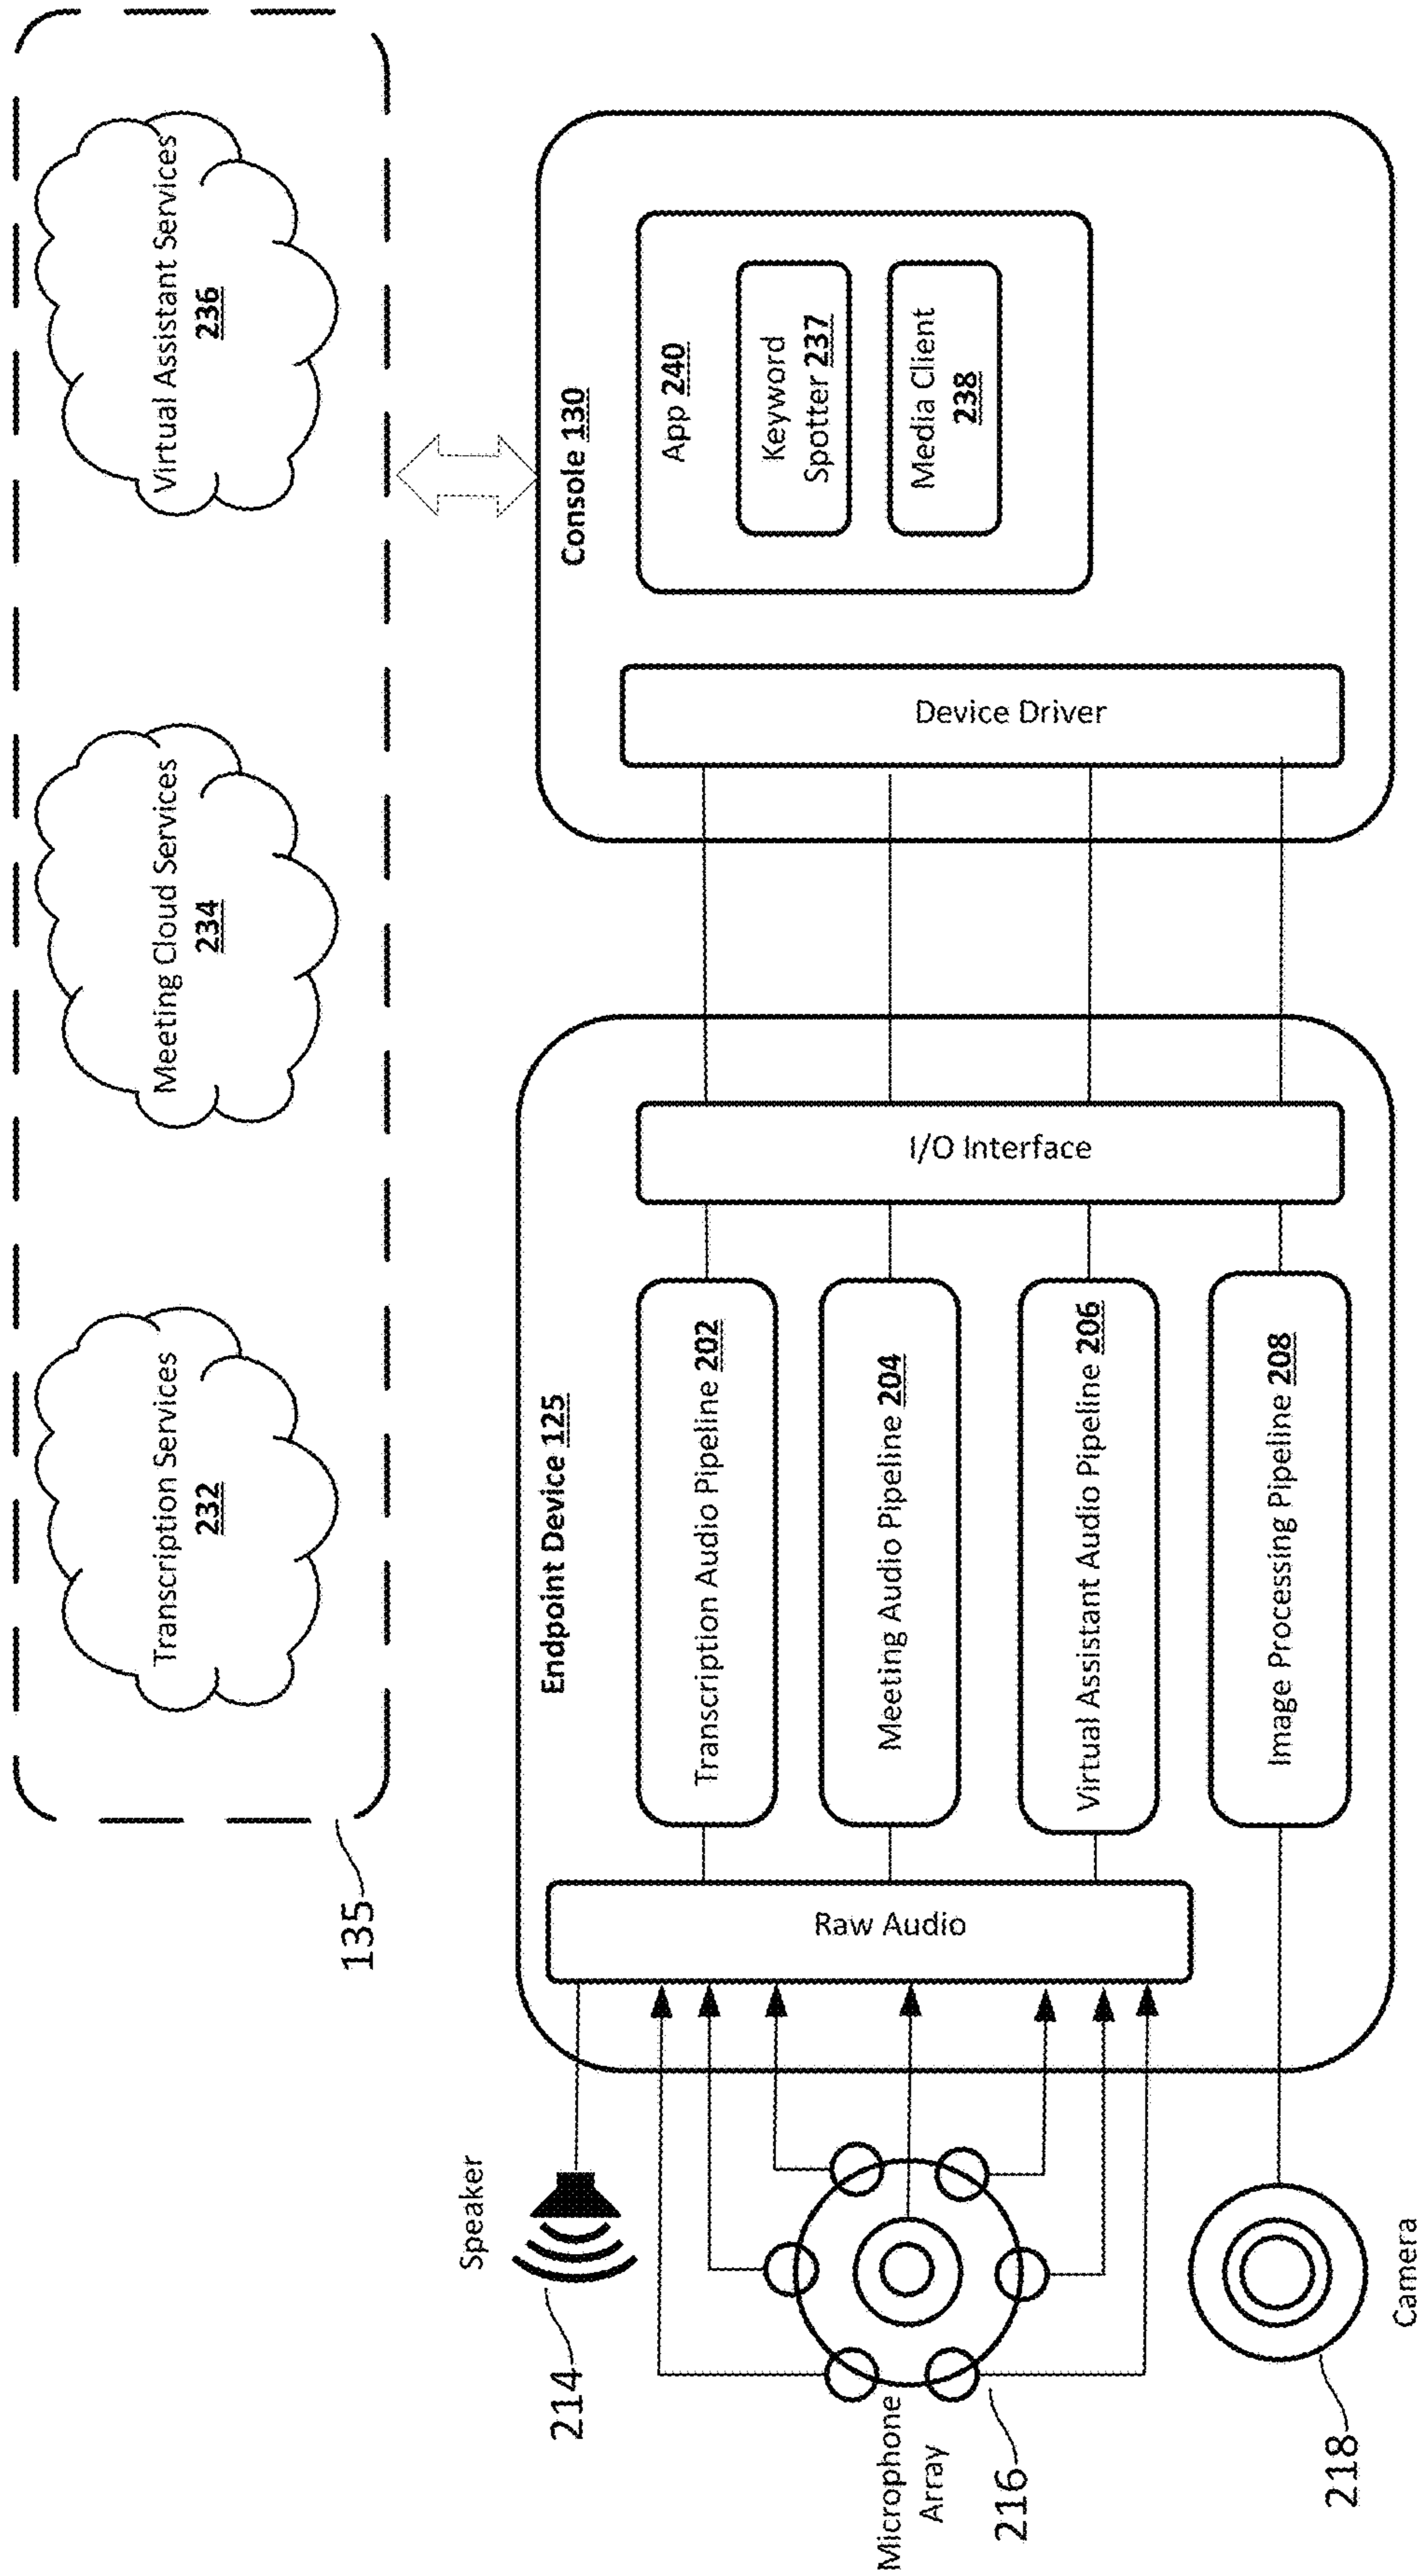 135
Transcription Services
232
Meeting Cloud Services
234
Virtual Assistant Services
236
Speaker
214
Microphone
Array
216
218
Camera
Endpoint Device 125
Raw Audio
Transcription Audio Pipeline 202
Meeting Audio Pipeline 204
Virtual Assistant Audio Pipeline 206
Image Processing Pipeline 208
I/O Interface
Console 130
Device Driver
App 240
Keyword
Spotter 237
Media Client
238